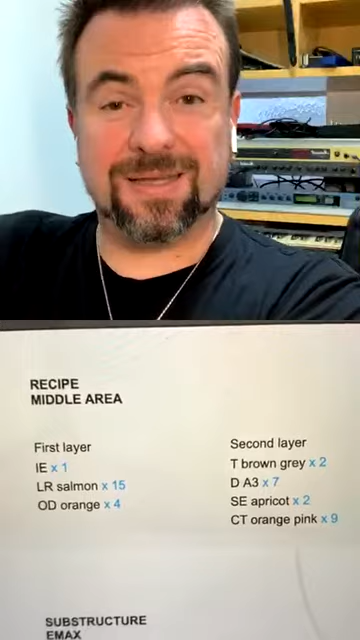 RECIPE
MIDDLE AREA
First layer
IE x 1
LR salmon x 15
OD orange x 4
Second layer
T brown grey x 2
D A3 x 7
SE apricot x 2
CT orange pink x 9
SUBSTRUCTURE
EMAX